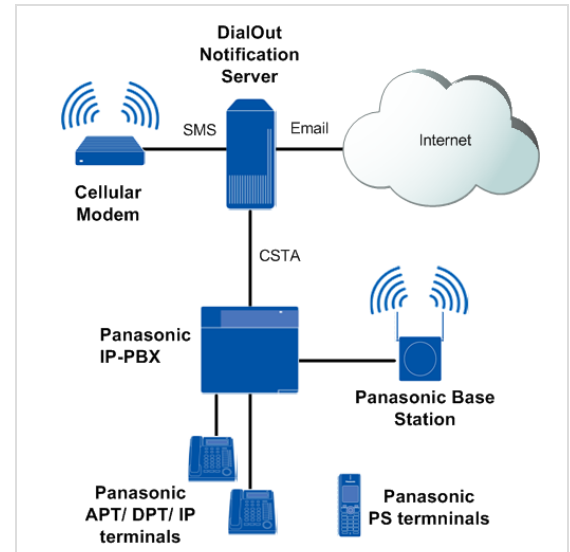 DialOut
Notification
Server
SMS
Email
Internet
Cellular
Modem
CSTA
Panasonic
IP-PBX
Panasonic Base
Station
Panasonic
APT/ DPT/ IP
terminals
Panasonic
PS termninals